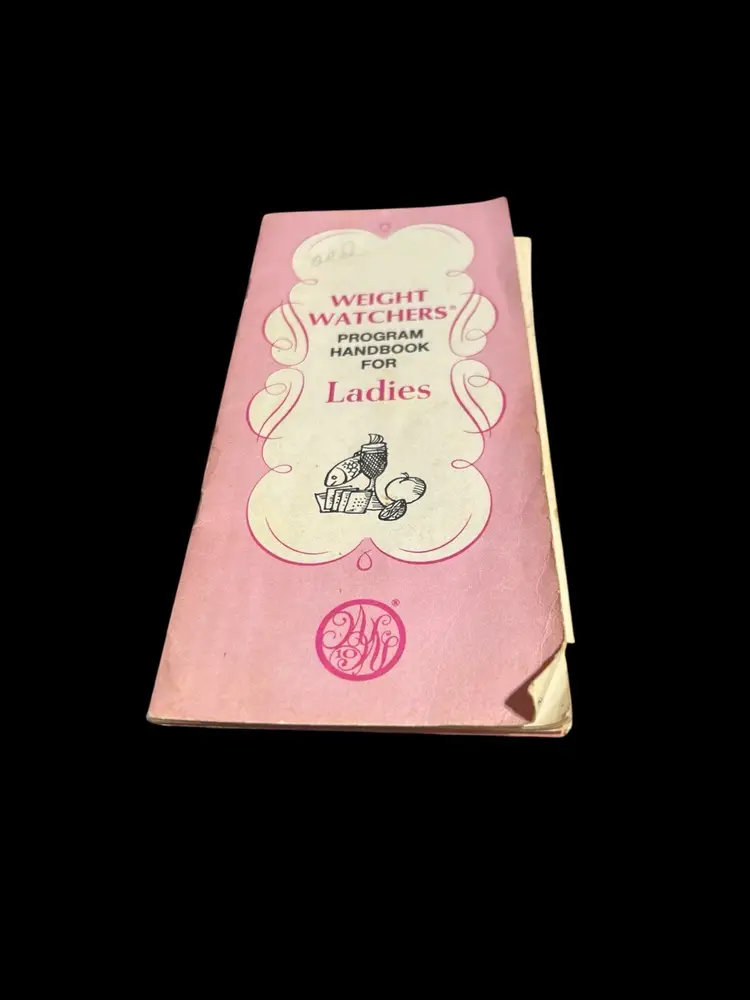 WEIGHT
WATCHERS®
PROGRAM
HANDBOOK
FOR
Ladies
®